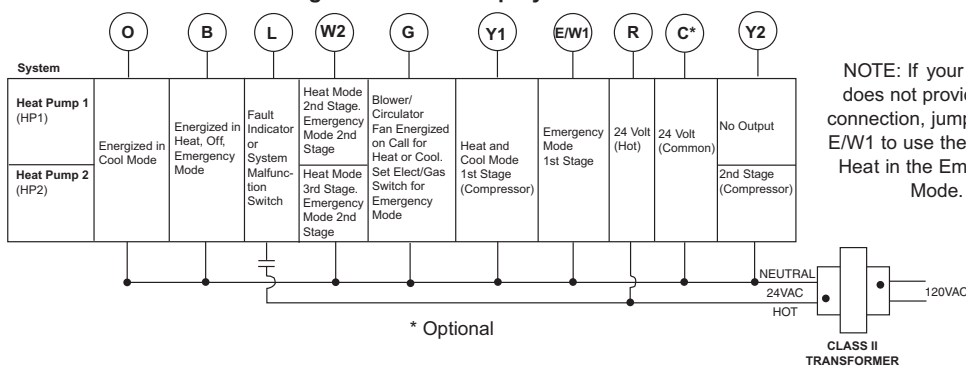 O B L W2 G Y1 E/W1 R C* Y2
System
Heat Pump 1
(HP1)
Heat Pump 2
(HP2)
Energized in
Cool Mode
Energized in
Heat, Off,
Emergency
Mode
Fault
Indicator
or
System
Malfunc-
tion
Switch
Heat Mode
2nd Stage.
Emergency
Mode 2nd
Stage
Heat Mode
3rd Stage.
Emergency
Mode 2nd
Stage
Blower/
Circulator
Fan Energized
on Call for
Heat or Cool.
Set Elect/Gas
Switch for
Emergency
Mode
Heat and
Cool Mode
1st Stage
(Compressor)
Emergency
Mode
1st Stage
24 Volt
(Hot)
24 Volt
(Common)
No Output
2nd Stage
(Compressor)
NOTE: If your
does not
connection,
E/W1 to use the
Heat in the
Mode.
NEUTRAL
24VAC
HOT
120VAC
CLASS II
TRANSFORMER
* Optional